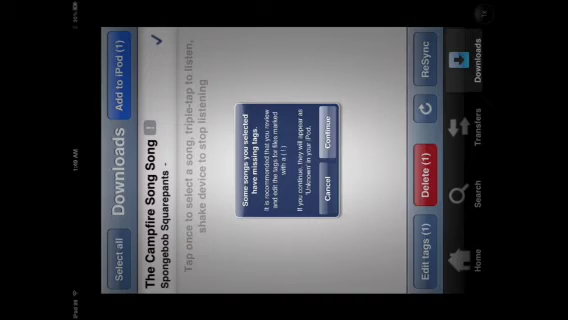 Select all
Downloads
Add to iPod (1)
The Campfire Song Song !
Spongebob Squarepants -
Tap once to select a song, triple-tap to listen,
shake device to stop listening
Some songs you selected
have missing tags.
It is recommended that you review
and edit the tags for files marked
with a ( ! )
If you continue, they will appear as
'Unknown' in your iPod.
Cancel
Continue
Edit tags (1)
Delete (1)
ReSync
Home
Search
Transfers
Downloads